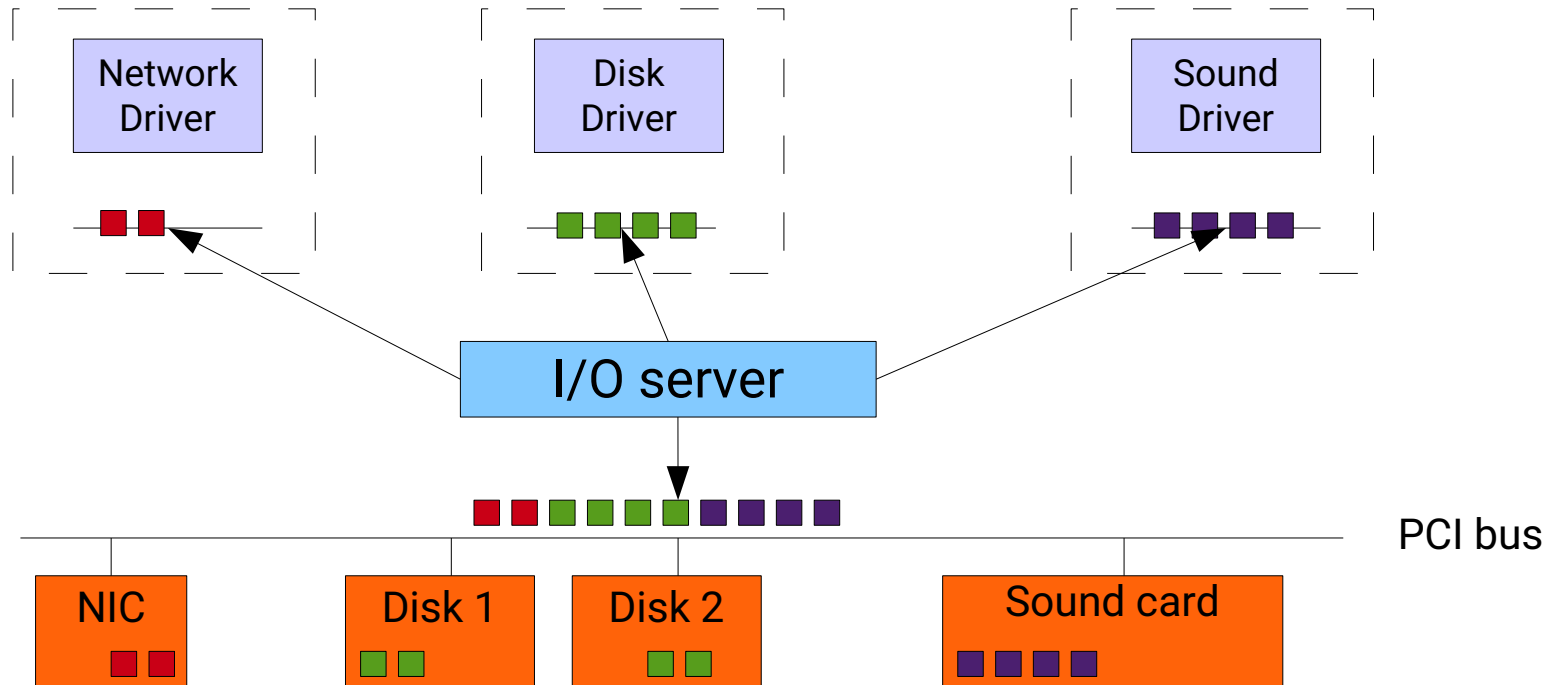 Network
Driver
Disk
Driver
Sound
Driver
I/O server
PCI bus
NIC
Disk 1
Disk 2
Sound card